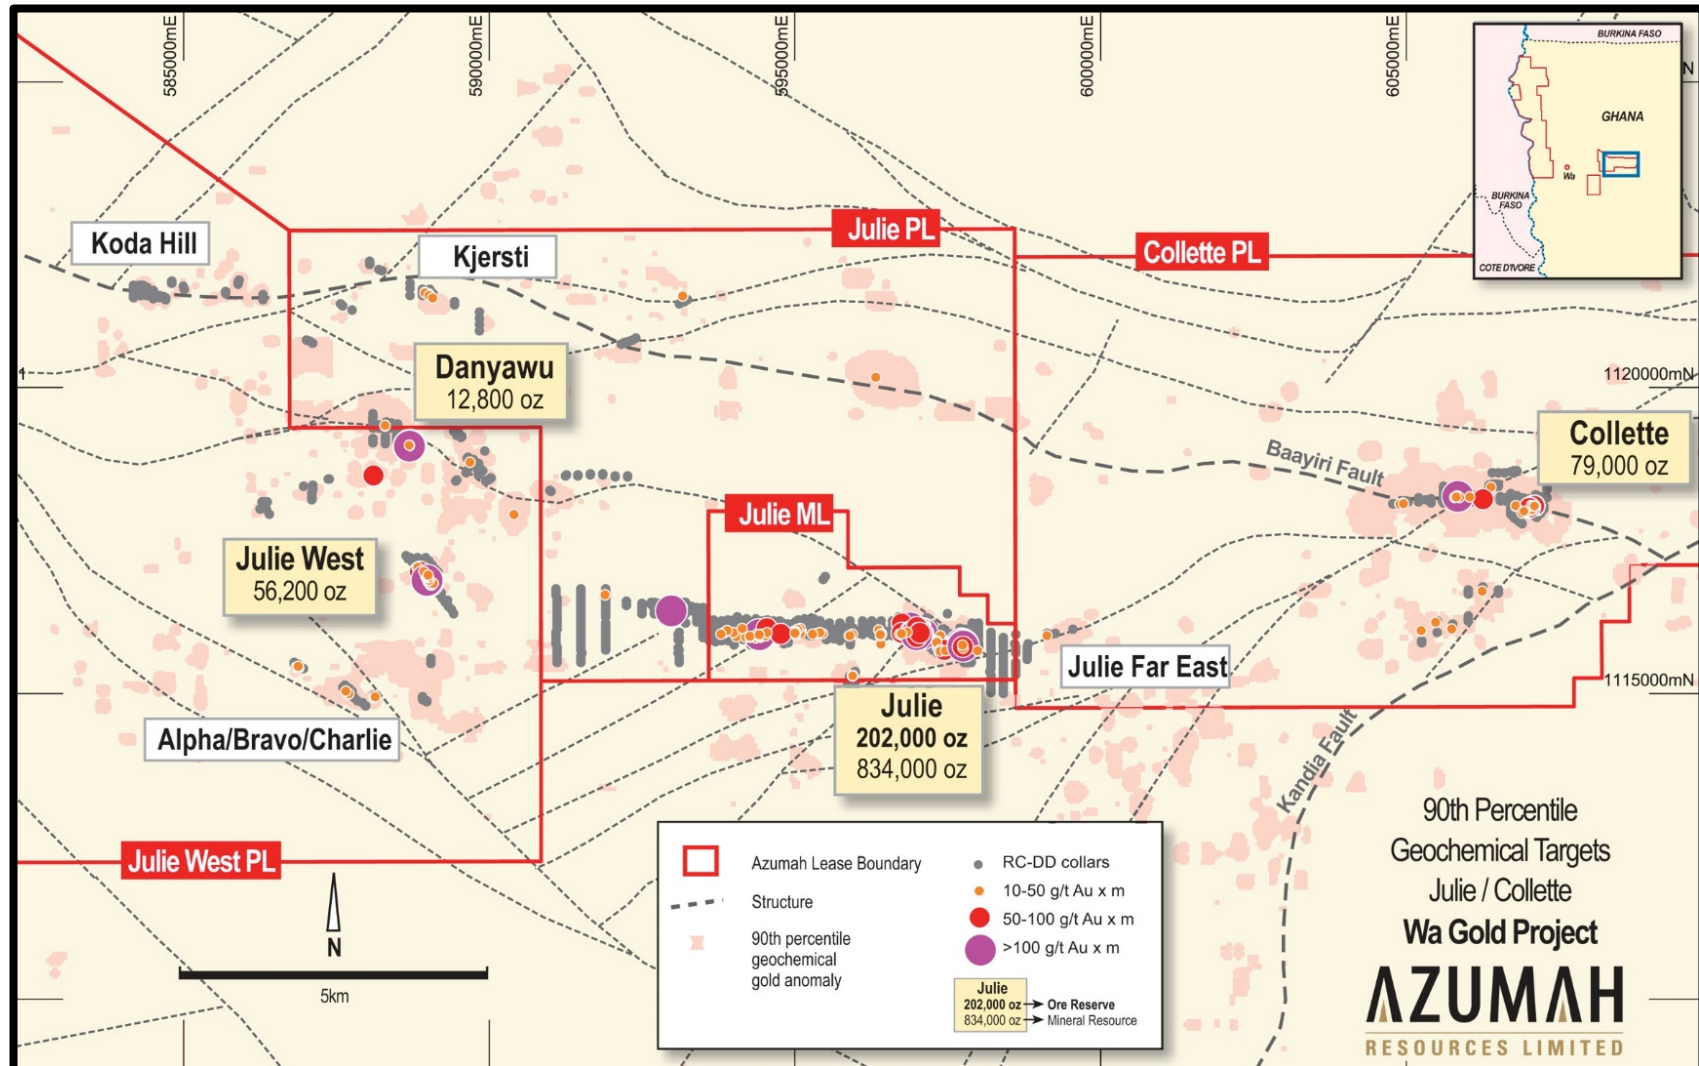 585000mE
590000mE
595000mE
600000mE
605000mE
BURKINA FASO
GHANA
Wa
BURKINA
FASO
COTE D'IVORE
N
Koda Hill
Kjersti
Julie PL
Collette PL
Danyawu
12,800 oz
1
1120000mN
Collette
79,000 oz
Baayiri Fault
Julie ML
Julie West
56,200 oz
Julie Far East
1115000mN
Alpha/Bravo/Charlie
Julie
202,000 oz
834,000 oz
Kandia Fault
Julie West PL
N
5km
Azumah Lease Boundary
Structure
90th percentile
geochemical
gold anomaly
RC-DD collars
10-50 g/t Au x m
50-100 g/t Au x m
>100 g/t Au x m
Julie
202,000 oz Ore Reserve
834,000 oz Mineral Resource
90th Percentile
Geochemical Targets
Julie / Collette
Wa Gold Project
AZUMAH
RESOURCES LIMITED